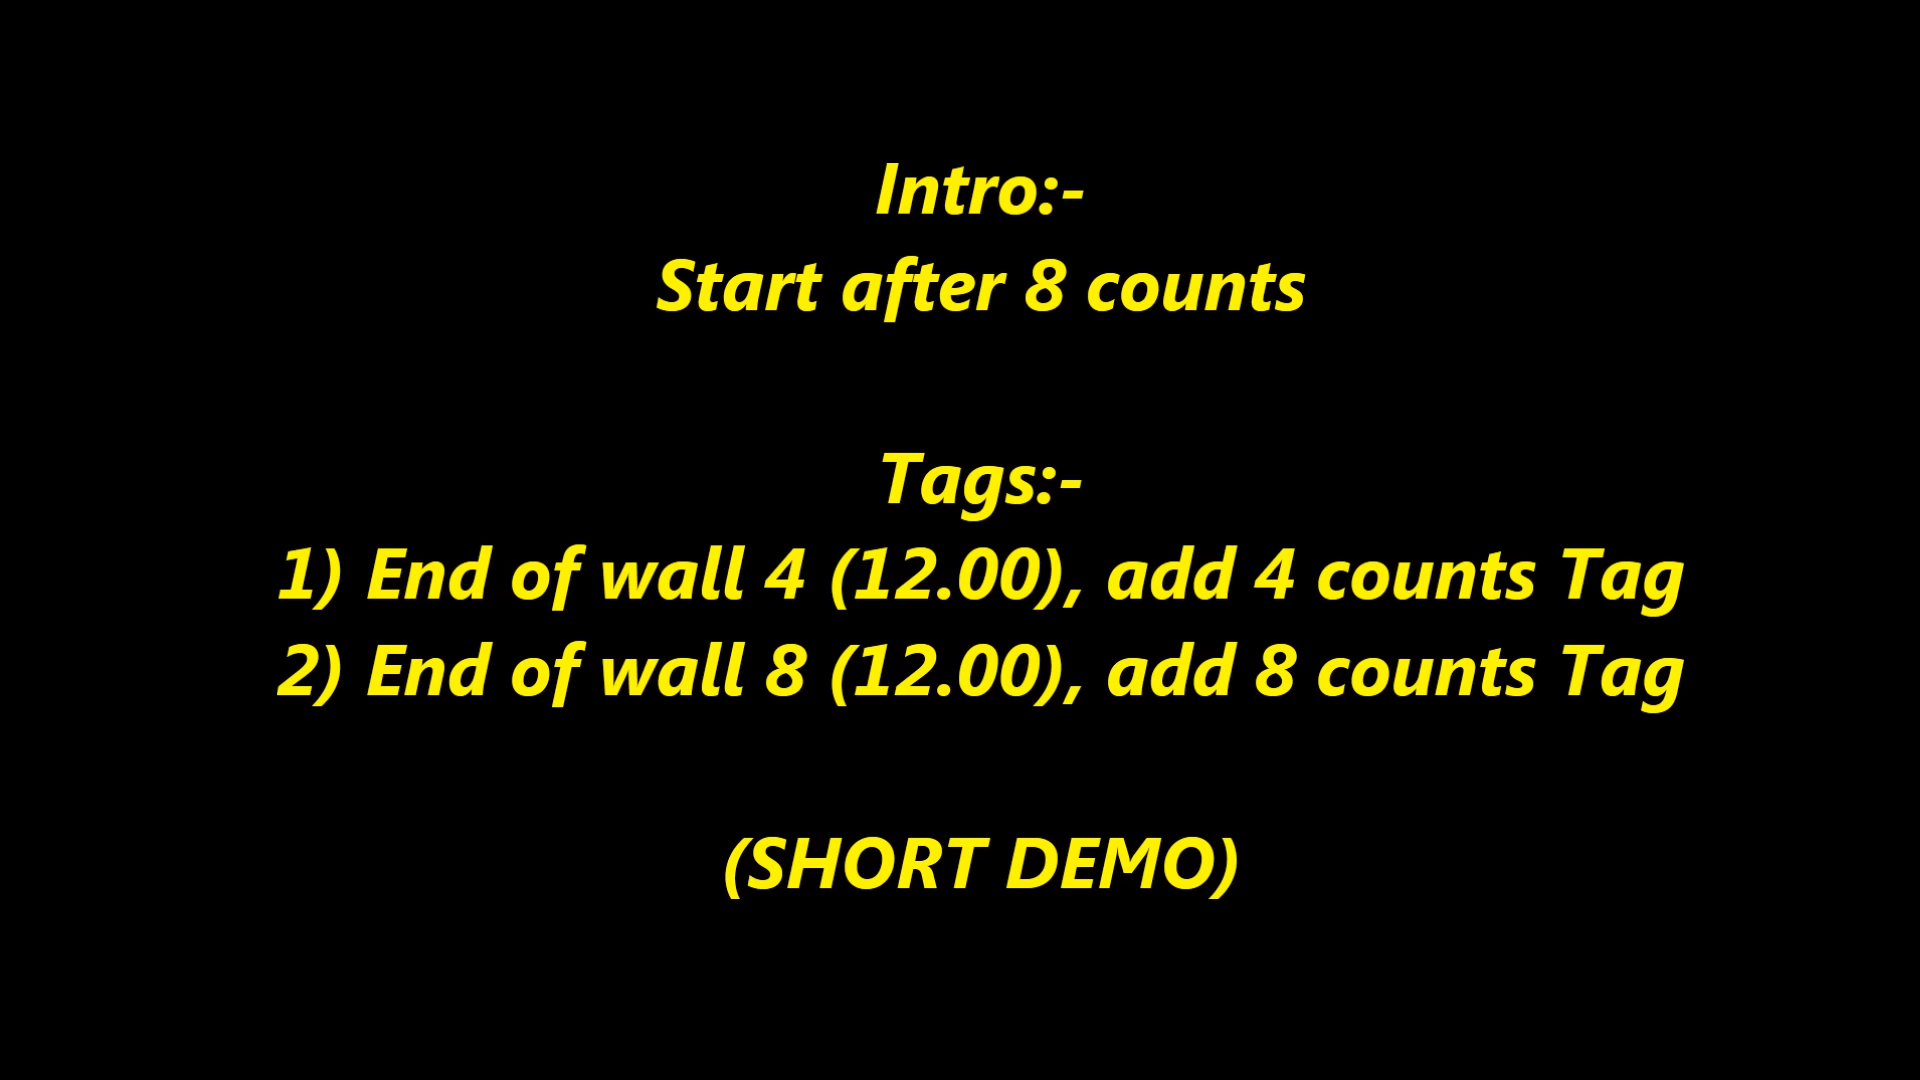 Intro:-
Start after 8 counts
Tags:-
1) End of wall 4 (12.00), add 4 counts Tag
2) End of wall 8 (12.00), add 8 counts Tag
(SHORT DEMO)